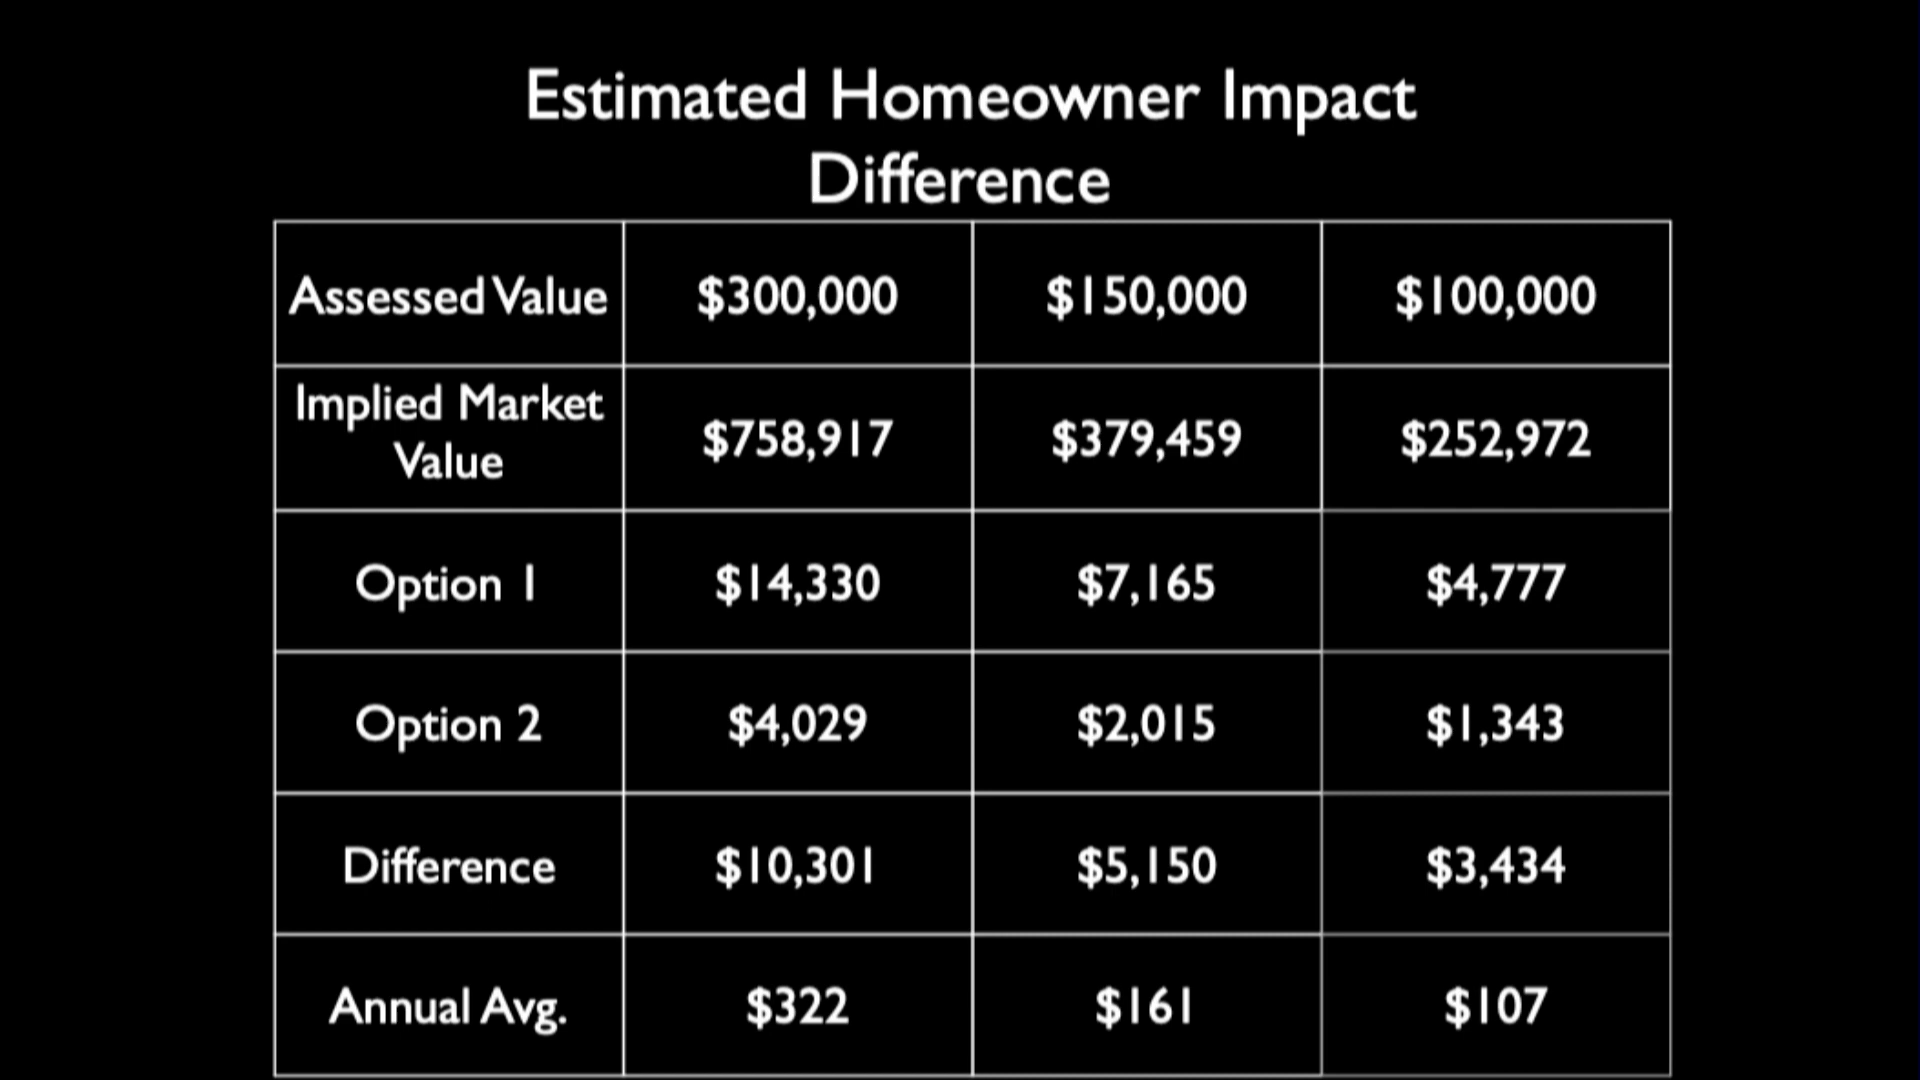 Estimated Homeowner Impact
Difference
Assessed Value $300,000 $150,000 $100,000
Implied Market
Value $758,917 $379,459 $252,972
Option 1 $14,330 $7,165 $4,777
Option 2 $4,029 $2,015 $1,343
Difference $10,301 $5,150 $3,434
Annual Avg. $322 $161 $107